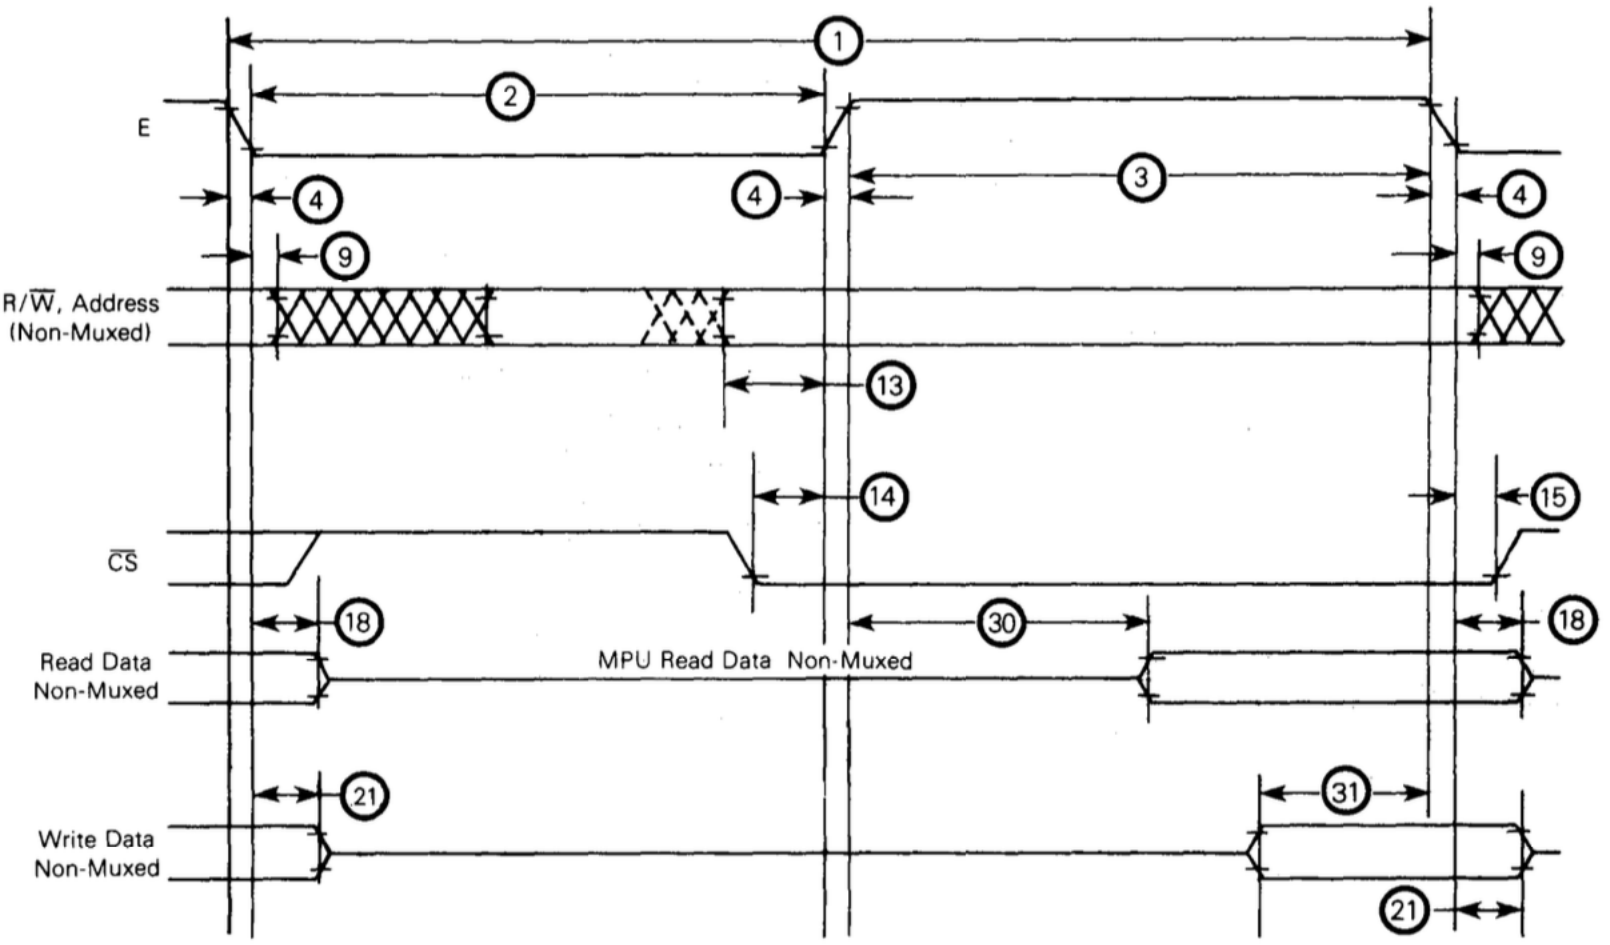 1
2
E
3
4
4
4
9
9
R/W̅, Address
(Non-Muxed)
13
14
15
C̅S̅
18
30
18
Read Data
Non-Muxed
MPU Read Data Non-Muxed
21
31
Write Data
Non-Muxed
21